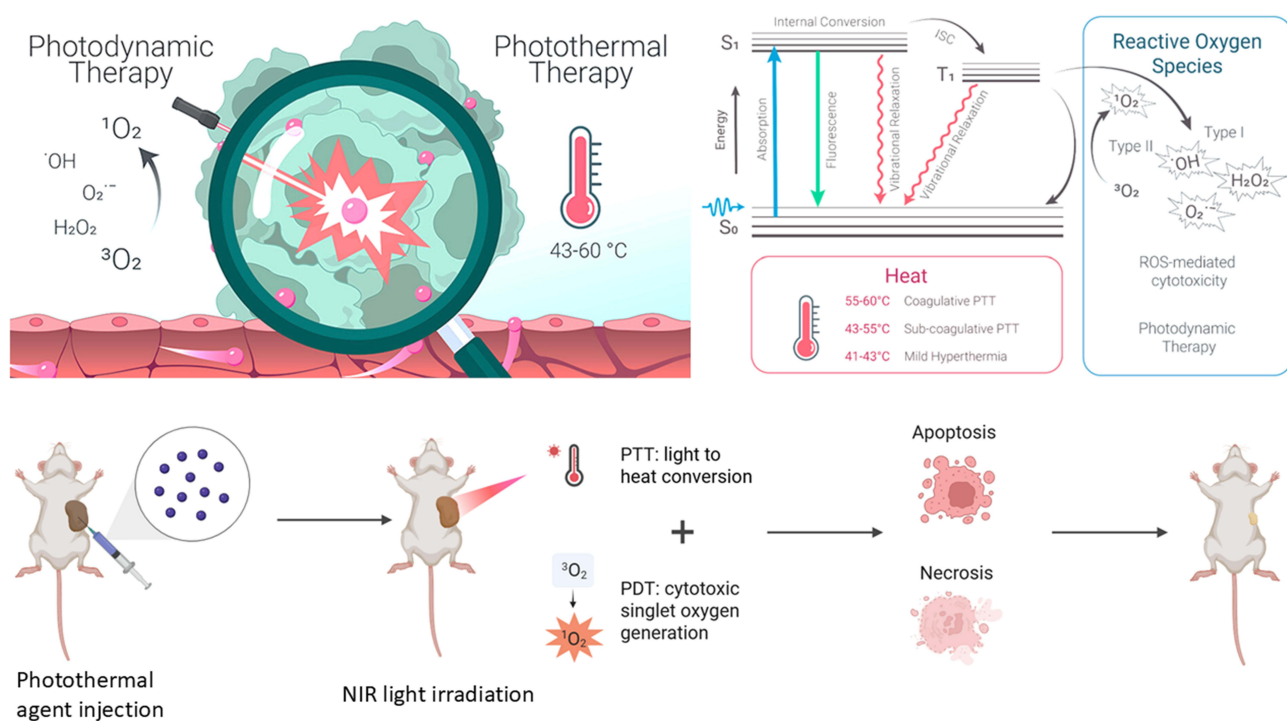 Photodynamic
Therapy
¹O₂
˙OH
O₂˙⁻
H₂O₂
³O₂
Photothermal
Therapy
43-60 °C
Internal Conversion
S₁
ISC
T₁
Energy
Absorption
Fluorescence
Vibrational Relaxation
Vibrational Relaxation
S₀
Heat
55-60°C Coagulative PTT
43-55°C Sub-coagulative PTT
41-43°C Mild Hyperthermia
Reactive Oxygen
Species
¹O₂
Type I
Type II
˙OH
H₂O₂
³O₂
O₂˙⁻
ROS-mediated
cytotoxicity
Photodynamic
Therapy
Photothermal
agent injection
NIR light irradiation
PTT: light to
heat conversion
+
³O₂
¹O₂
PDT: cytotoxic
singlet oxygen
generation
Apoptosis
Necrosis